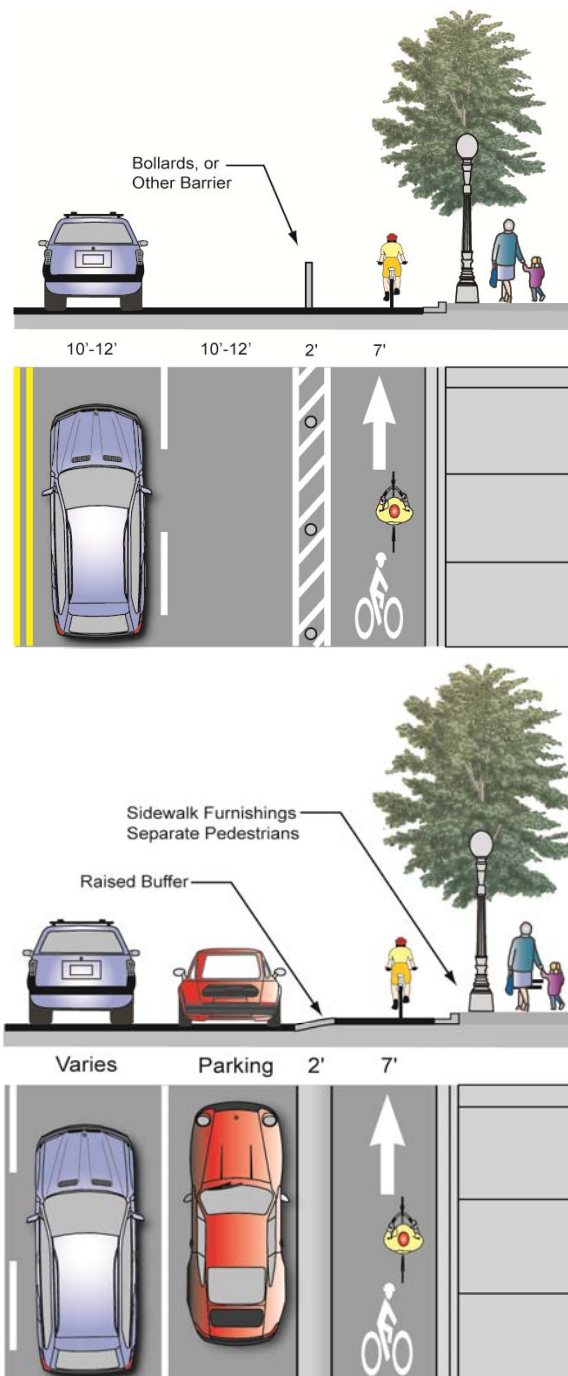 Bollards, or
Other Barrier
10'-12' 10'-12' 2' 7'
Sidewalk Furnishings
Separate Pedestrians
Raised Buffer
Varies Parking 2' 7'